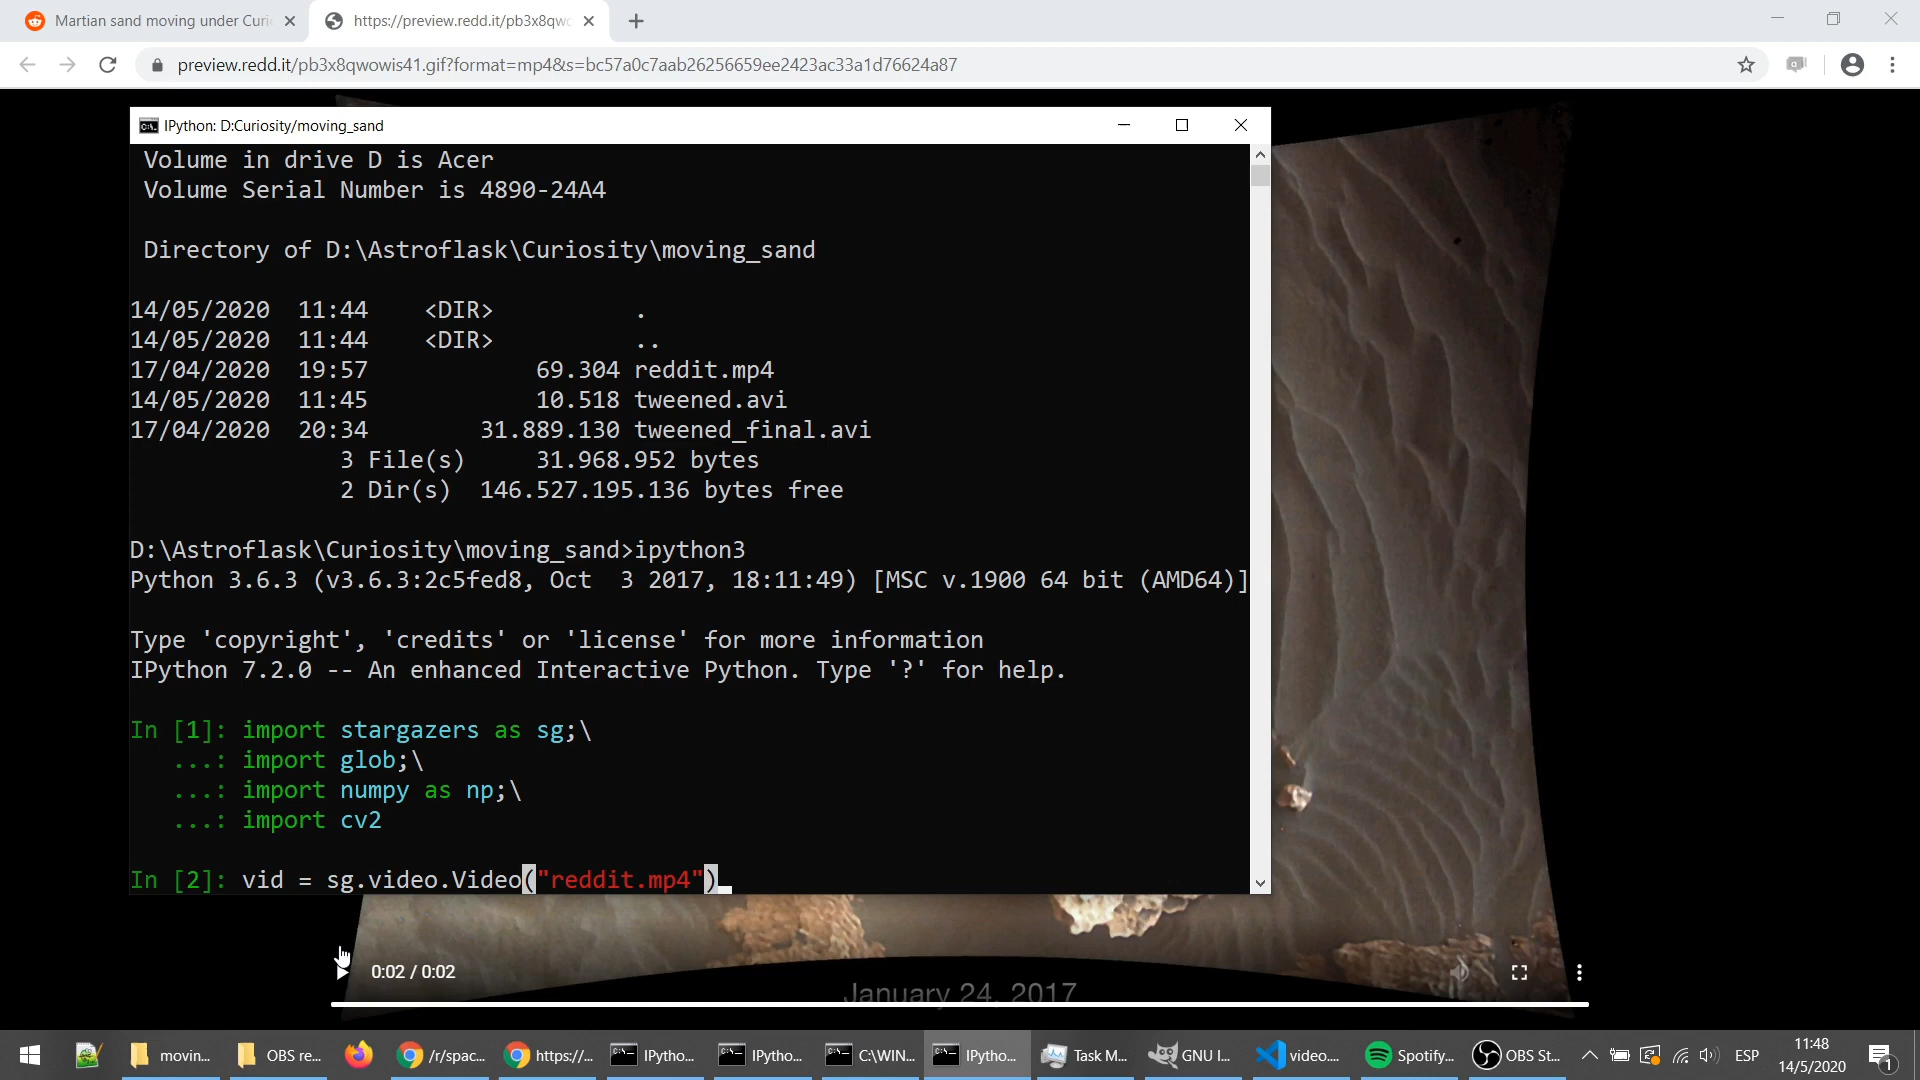 Martian sand moving under Curi
https://preview.redd.it/pb3x8qwo
preview.redd.it/pb3x8qwowis41.gif?format=mp4&s=bc57a0c7aab26256659ee2423ac33a1d76624a87
IPython: D:Curiosity/moving_sand
Volume in drive D is Acer
Volume Serial Number is 4890-24A4
Directory of D:\Astroflask\Curiosity\moving_sand
14/05/2020  11:44    <DIR>          .
14/05/2020  11:44    <DIR>          ..
17/04/2020  19:57            69.304 reddit.mp4
14/05/2020  11:45            10.518 tweened.avi
17/04/2020  20:34        31.889.130 tweened_final.avi
3 File(s)     31.968.952 bytes
2 Dir(s)  146.527.195.136 bytes free
D:\Astroflask\Curiosity\moving_sand>ipython3
Python 3.6.3 (v3.6.3:2c5fed8, Oct  3 2017, 18:11:49) [MSC v.1900 64 bit (AMD64)]
Type 'copyright', 'credits' or 'license' for more information
IPython 7.2.0 -- An enhanced Interactive Python. Type '?' for help.
In [1]: import stargazers as sg;\
...: import glob;\
...: import numpy as np;\
...: import cv2
In [2]: vid = sg.video.Video("reddit.mp4")
0:02 / 0:02
January 24, 2017
movin...
OBS re...
/r/spac...
https://...
IPytho...
IPytho...
C:\WIN...
IPytho...
Task M...
GNU I...
video....
Spotify...
OBS St...
ESP
11:48
14/5/2020
1